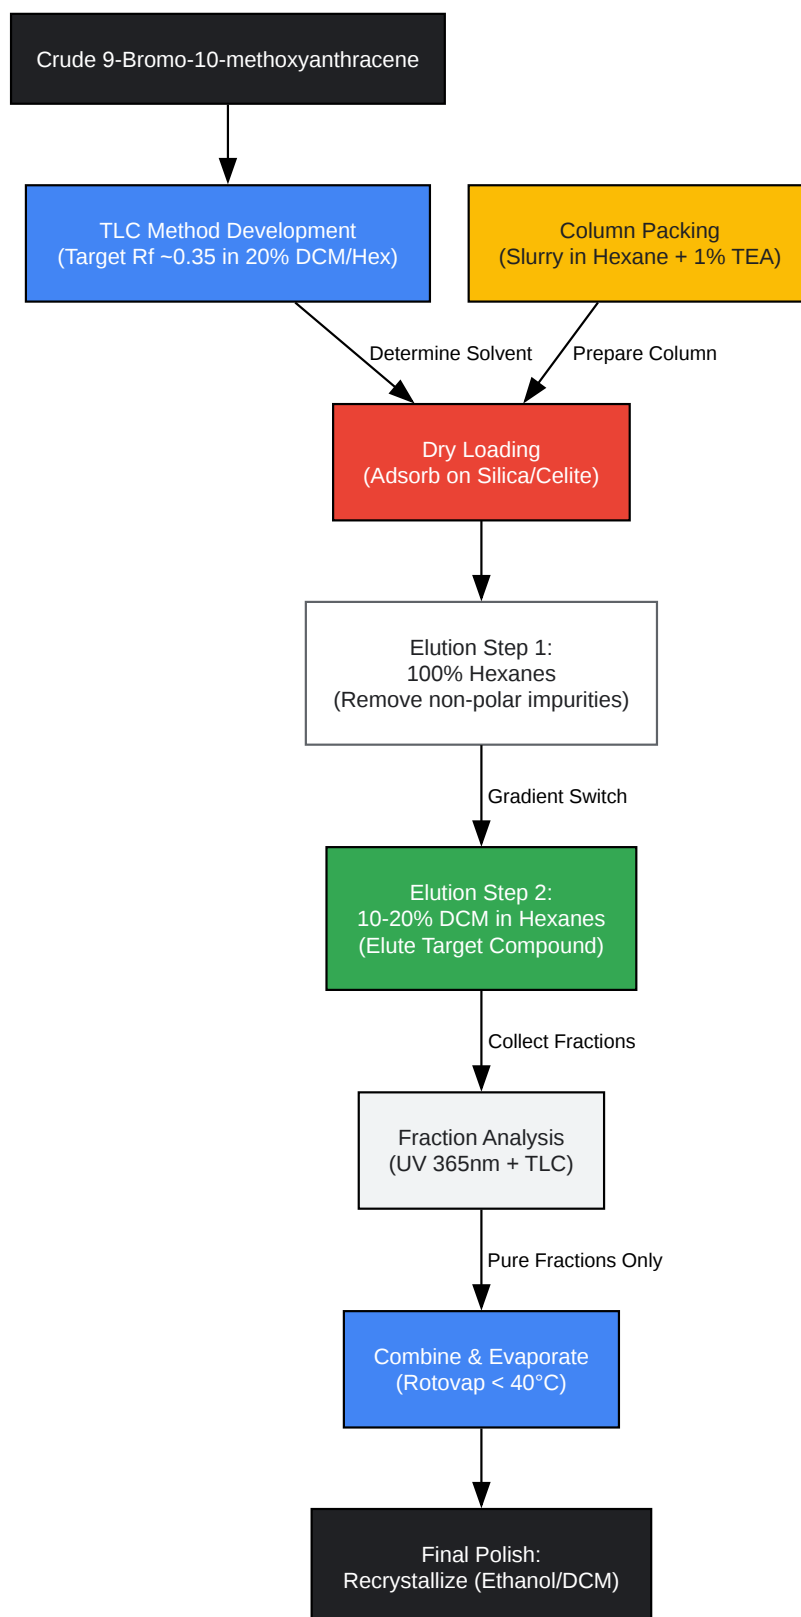 Crude 9-Bromo-10-methoxyanthracene
TLC Method Development
(Target Rf ~0.35 in 20% DCM/Hex)
Column Packing
(Slurry in Hexane + 1% TEA)
Determine Solvent
Prepare Column
Dry Loading
(Adsorb on Silica/Celite)
Elution Step 1:
100% Hexanes
(Remove non-polar impurities)
Gradient Switch
Elution Step 2:
10-20% DCM in Hexanes
(Elute Target Compound)
Collect Fractions
Fraction Analysis
(UV 365nm + TLC)
Pure Fractions Only
Combine & Evaporate
(Rotovap < 40°C)
Final Polish:
Recrystallize (Ethanol/DCM)